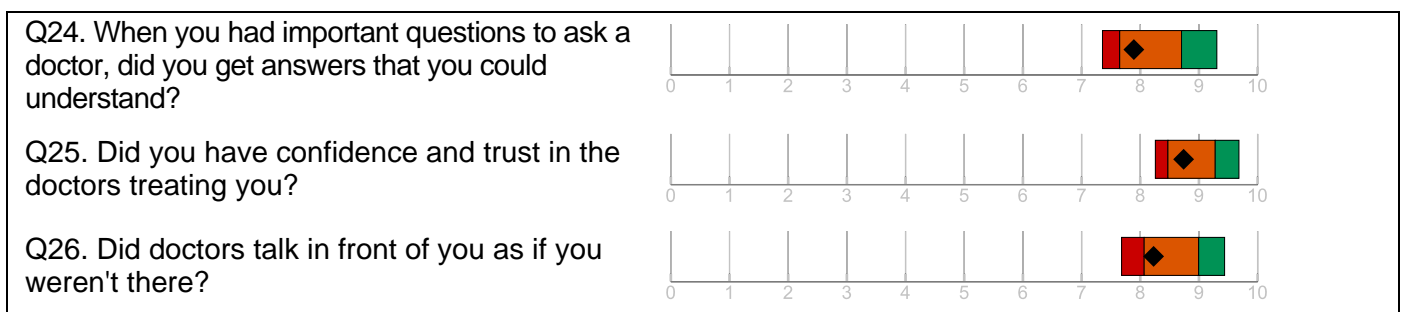 Q24. When you had important questions to ask a
doctor, did you get answers that you could
understand?
0 1 2 3 4 5 6 7 8 9 10
Q25. Did you have confidence and trust in the
doctors treating you?
0 1 2 3 4 5 6 7 8 9 10
Q26. Did doctors talk in front of you as if you
weren't there?
0 1 2 3 4 5 6 7 8 9 10